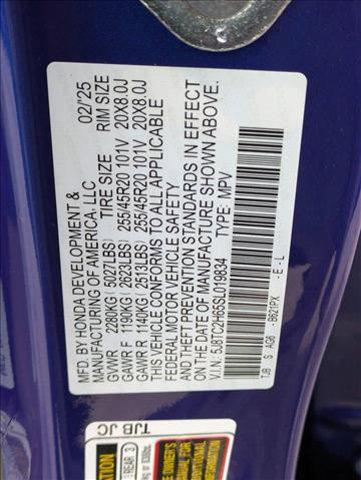 MFD. BY HONDA DEVELOPMENT & 02/'25
MANUFACTURING OF AMERICA, LLC
GVWR 2280KG (5027LBS) TIRE SIZE RIM SIZE
GAWR F 1190KG (2623LBS) 255/45R20 101V 20X8.0J
GAWR R 1140KG (2513LBS) 255/45R20 101V 20X8.0J
THIS VEHICLE CONFORMS TO ALL APPLICABLE
FEDERAL MOTOR VEHICLE SAFETY
AND THEFT PREVENTION STANDARDS IN EFFECT
ON THE DATE OF MANUFACTURE SHOWN ABOVE.
V.I.N.: 5J8TC2H65SL019834 TYPE: MPV
TJB S AG6 - B621PX - E - L
TJB JC
REAR 3